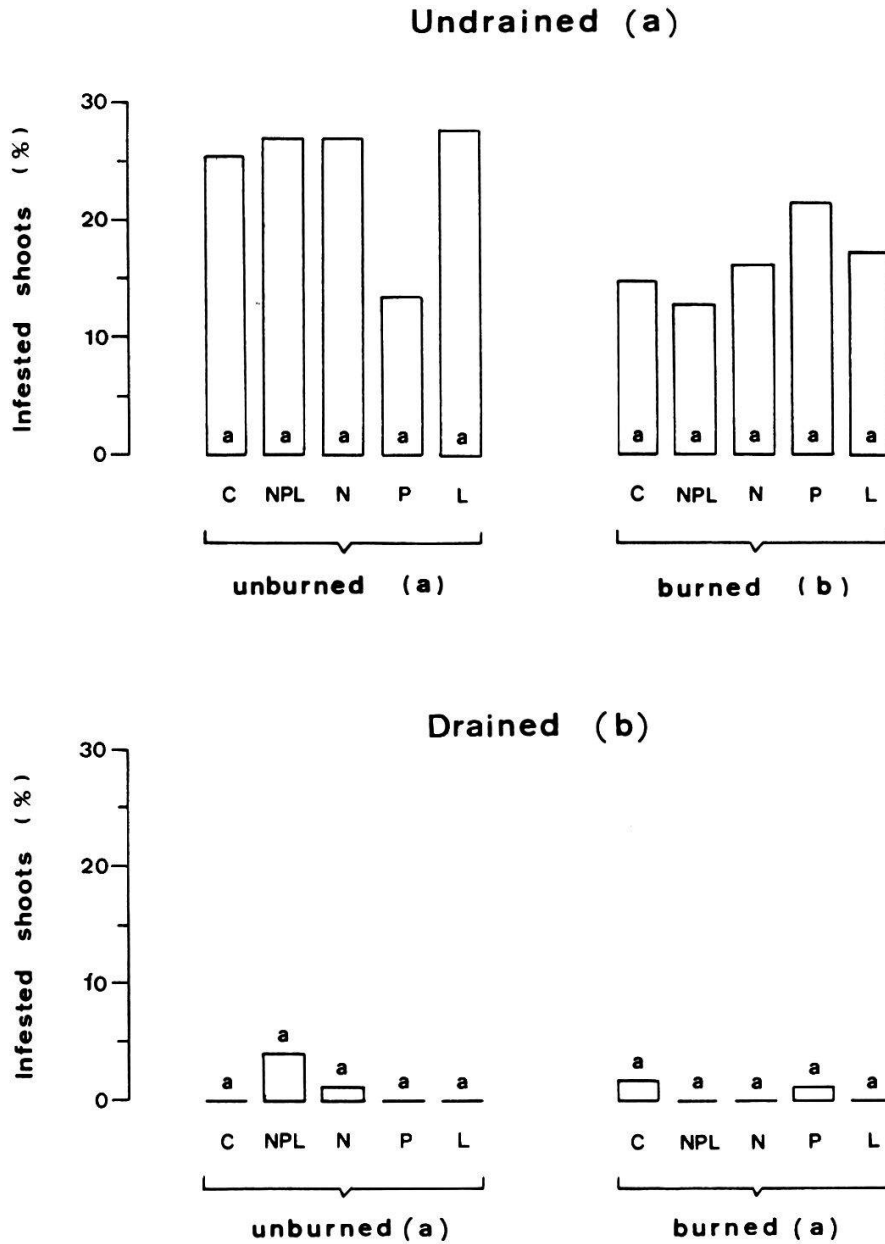 Undrained (a)
Infested shoots (%)
30
20
10
0
a a a a a
a a a a a
C NPL N P L
C NPL N P L
unburned (a)
burned (b)
Drained (b)
Infested shoots (%)
30
20
10
0
a a a a a
a a a a a
C NPL N P L
C NPL N P L
unburned (a)
burned (a)